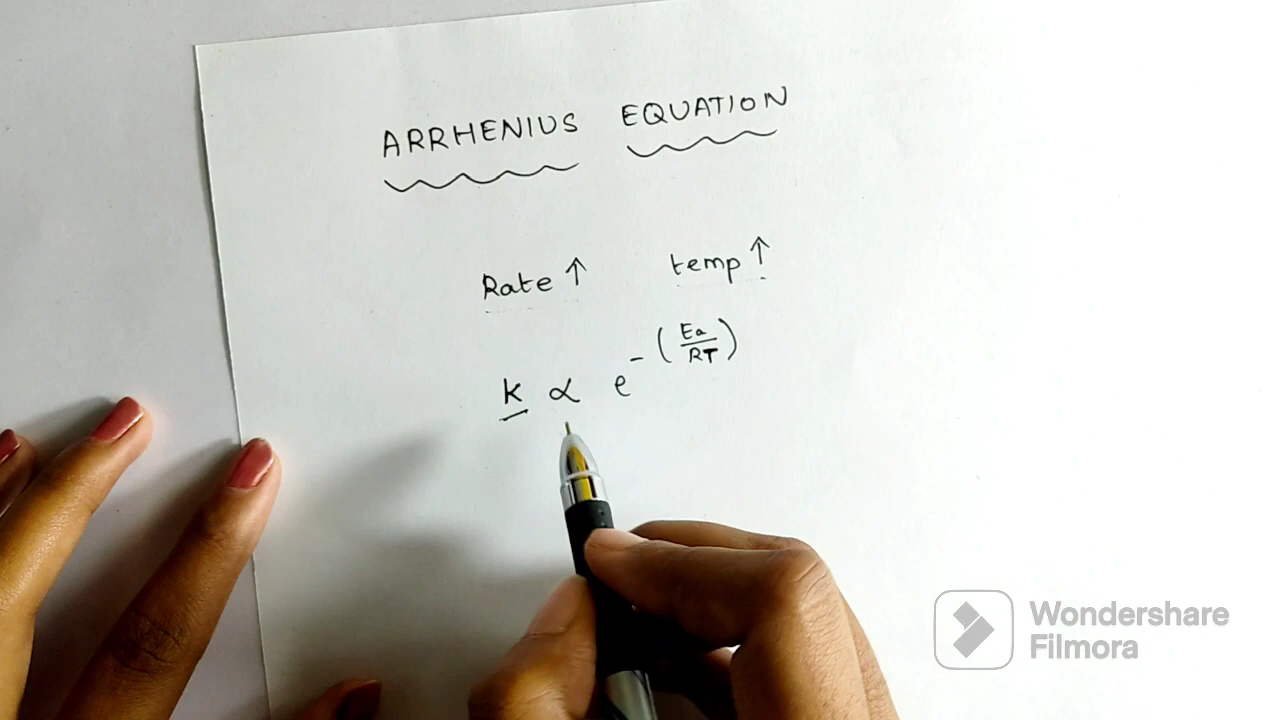 ARRHENIUS EQUATION
Rate ↑ temp ↑
k ∝ e^-(Ea/RT)
Wondershare
Filmora